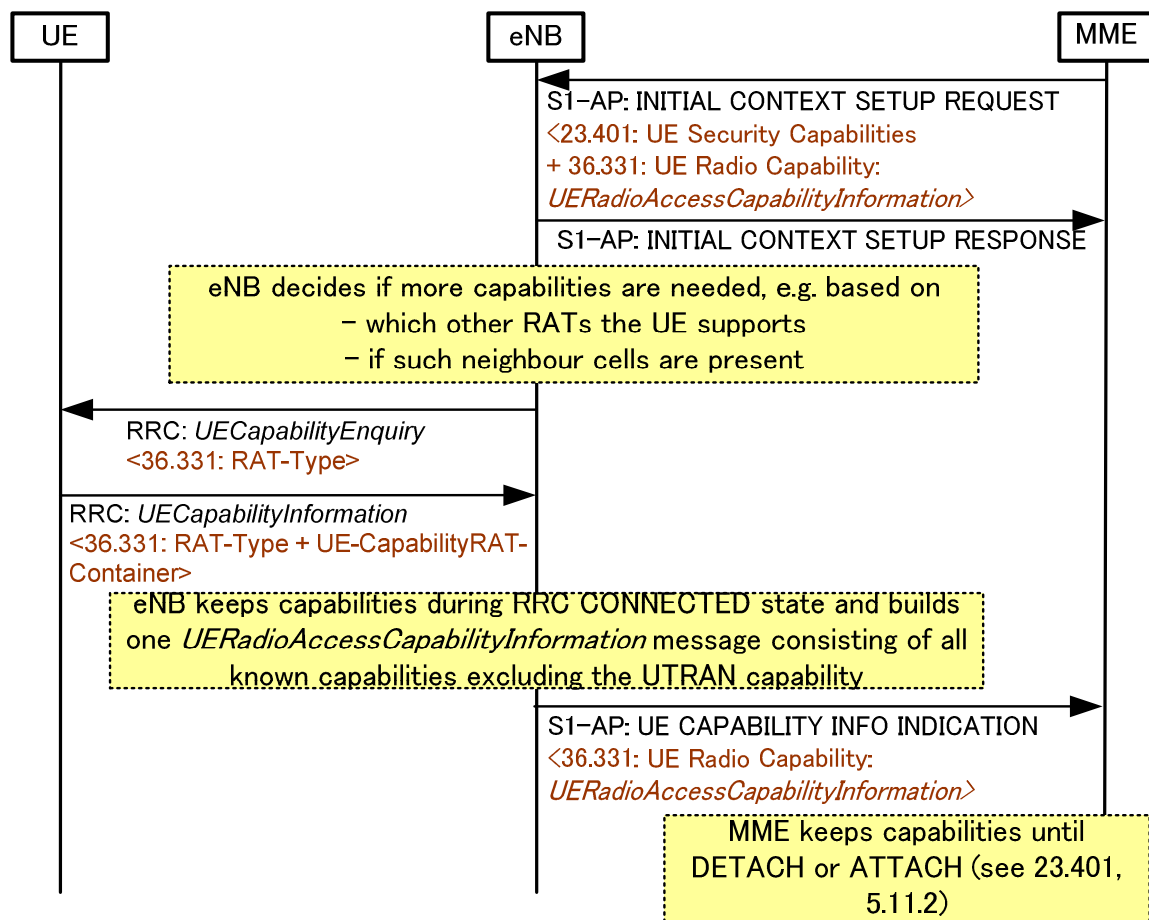 UE
eNB
MME
S1-AP: INITIAL CONTEXT SETUP REQUEST
<23.401: UE Security Capabilities
+ 36.331: UE Radio Capability:
UERadioAccessCapabilityInformation>
S1-AP: INITIAL CONTEXT SETUP RESPONSE
eNB decides if more capabilities are needed, e.g. based on
- which other RATs the UE supports
- if such neighbour cells are present
RRC: UECapabilityEnquiry
<36.331: RAT-Type>
RRC: UECapabilityInformation
<36.331: RAT-Type + UE-CapabilityRAT-
Container>
eNB keeps capabilities during RRC CONNECTED state and builds
one UERadioAccessCapabilityInformation message consisting of all
known capabilities excluding the UTRAN capability
S1-AP: UE CAPABILITY INFO INDICATION
<36.331: UE Radio Capability:
UERadioAccessCapabilityInformation>
MME keeps capabilities until
DETACH or ATTACH (see 23.401,
5.11.2)